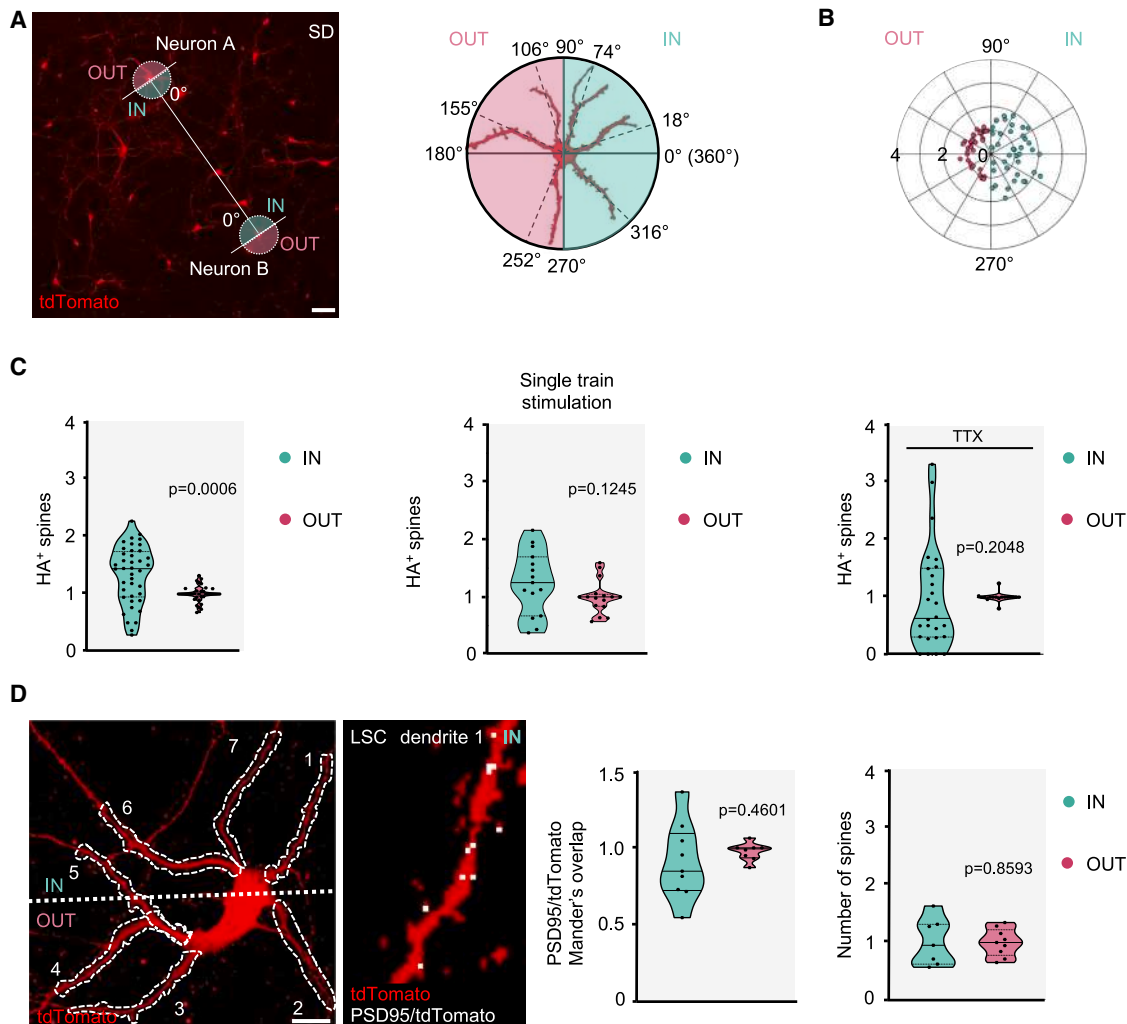 A
SD
Neuron A
OUT
0°
IN
0°
IN
OUT
Neuron B
tdTomato
OUT
IN
106°
90°
74°
155°
18°
180°
0° (360°)
316°
252°
270°
B
OUT
IN
90°
4
2
0
270°
C
4
3
2
1
0
HA+ spines
p=0.0006
IN
OUT
Single train
stimulation
4
3
2
1
0
HA+ spines
p=0.1245
IN
OUT
4
3
2
1
0
HA+ spines
TTX
p=0.2048
IN
OUT
D
7
1
6
5
IN
OUT
4
3
2
tdTomato
LSC dendrite 1 IN
tdTomato
PSD95/tdTomato
1.5
1.0
0.5
0
PSD95/tdTomato
Mander's overlap
p=0.4601
4
3
2
1
0
Number of spines
p=0.8593
IN
OUT